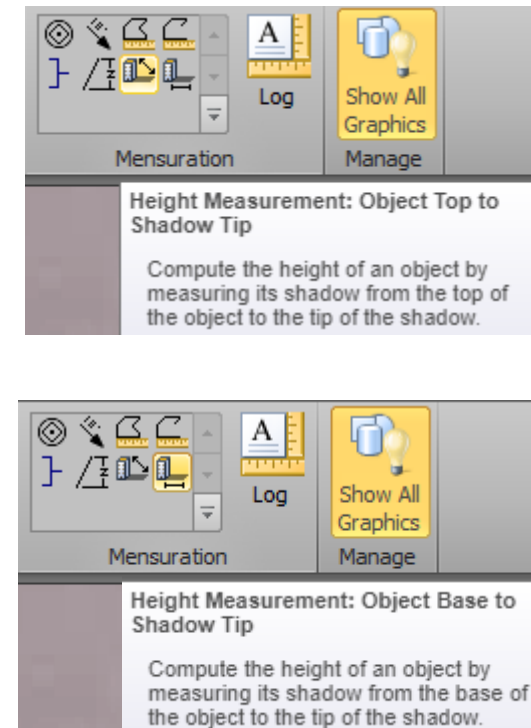 A
Log
Show All
Graphics
Mensuration
Manage
Height Measurement: Object Top to
Shadow Tip
Compute the height of an object by
measuring its shadow from the top of
the object to the tip of the shadow.
A
Log
Show All
Graphics
Mensuration
Manage
Height Measurement: Object Base to
Shadow Tip
Compute the height of an object by
measuring its shadow from the base of
the object to the tip of the shadow.